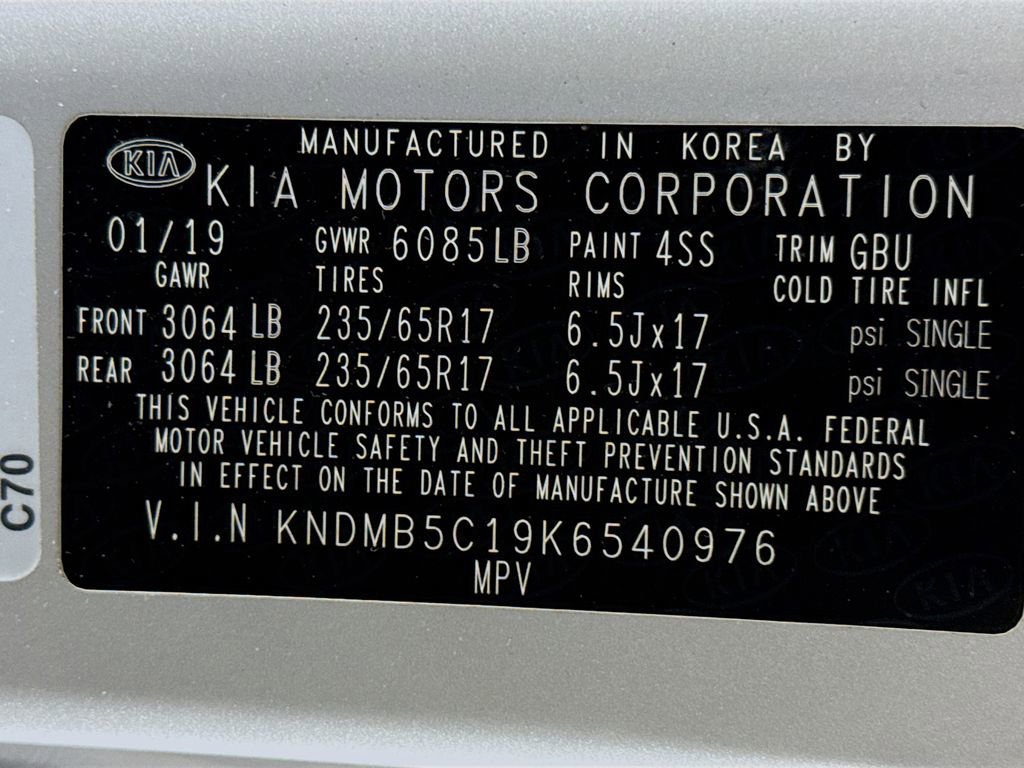 MANUFACTURED IN KOREA BY
KIA KIA MOTORS CORPORATION
01/19 GVWR 6085LB PAINT 4SS TRIM GBU
GAWR TIRES RIMS COLD TIRE INFL
FRONT 3064 LB 235/65R17 6.5Jx17 psi SINGLE
REAR 3064 LB 235/65R17 6.5Jx17 psi SINGLE
THIS VEHICLE CONFORMS TO ALL APPLICABLE U.S.A. FEDERAL
MOTOR VEHICLE SAFETY AND THEFT PREVENTION STANDARDS
IN EFFECT ON THE DATE OF MANUFACTURE SHOWN ABOVE
V.I.N KNDMB5C19K6540976
MPV
C70